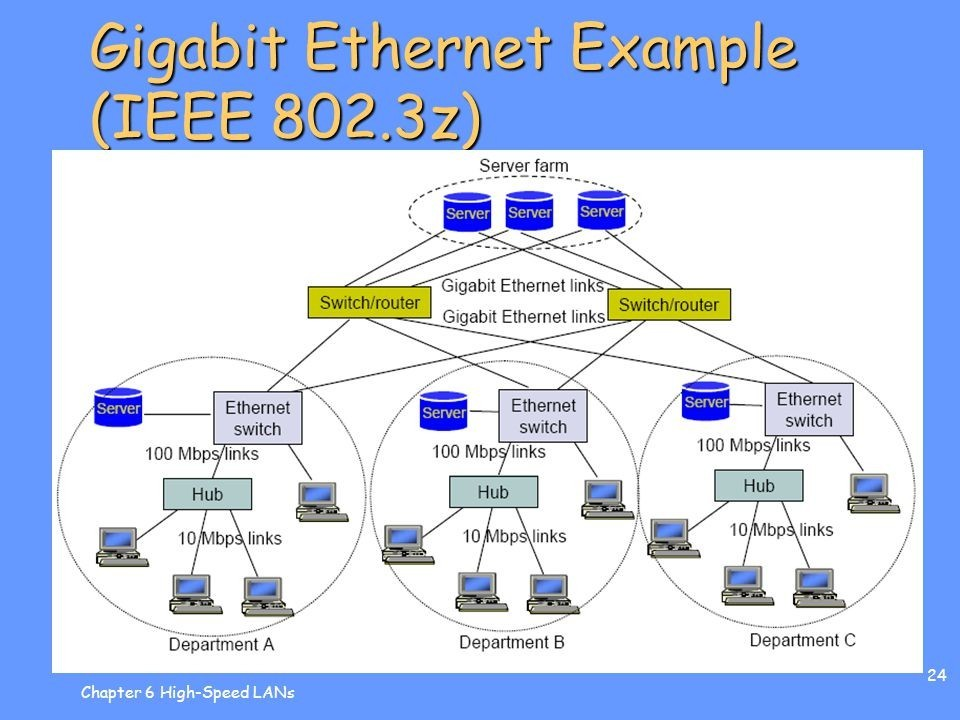 Gigabit Ethernet Example
(IEEE 802.3z)
Server farm
Server
Server
Server
Gigabit Ethernet links
Switch/router
Switch/router
Gigabit Ethernet links
Server
Ethernet
switch
100 Mbps links
Hub
10 Mbps links
Department A
Server
Ethernet
switch
100 Mbps links
Hub
10 Mbps links
Department B
Server
Ethernet
switch
100 Mbps links
Hub
10 Mbps links
Department C
24
Chapter 6 High-Speed LANs